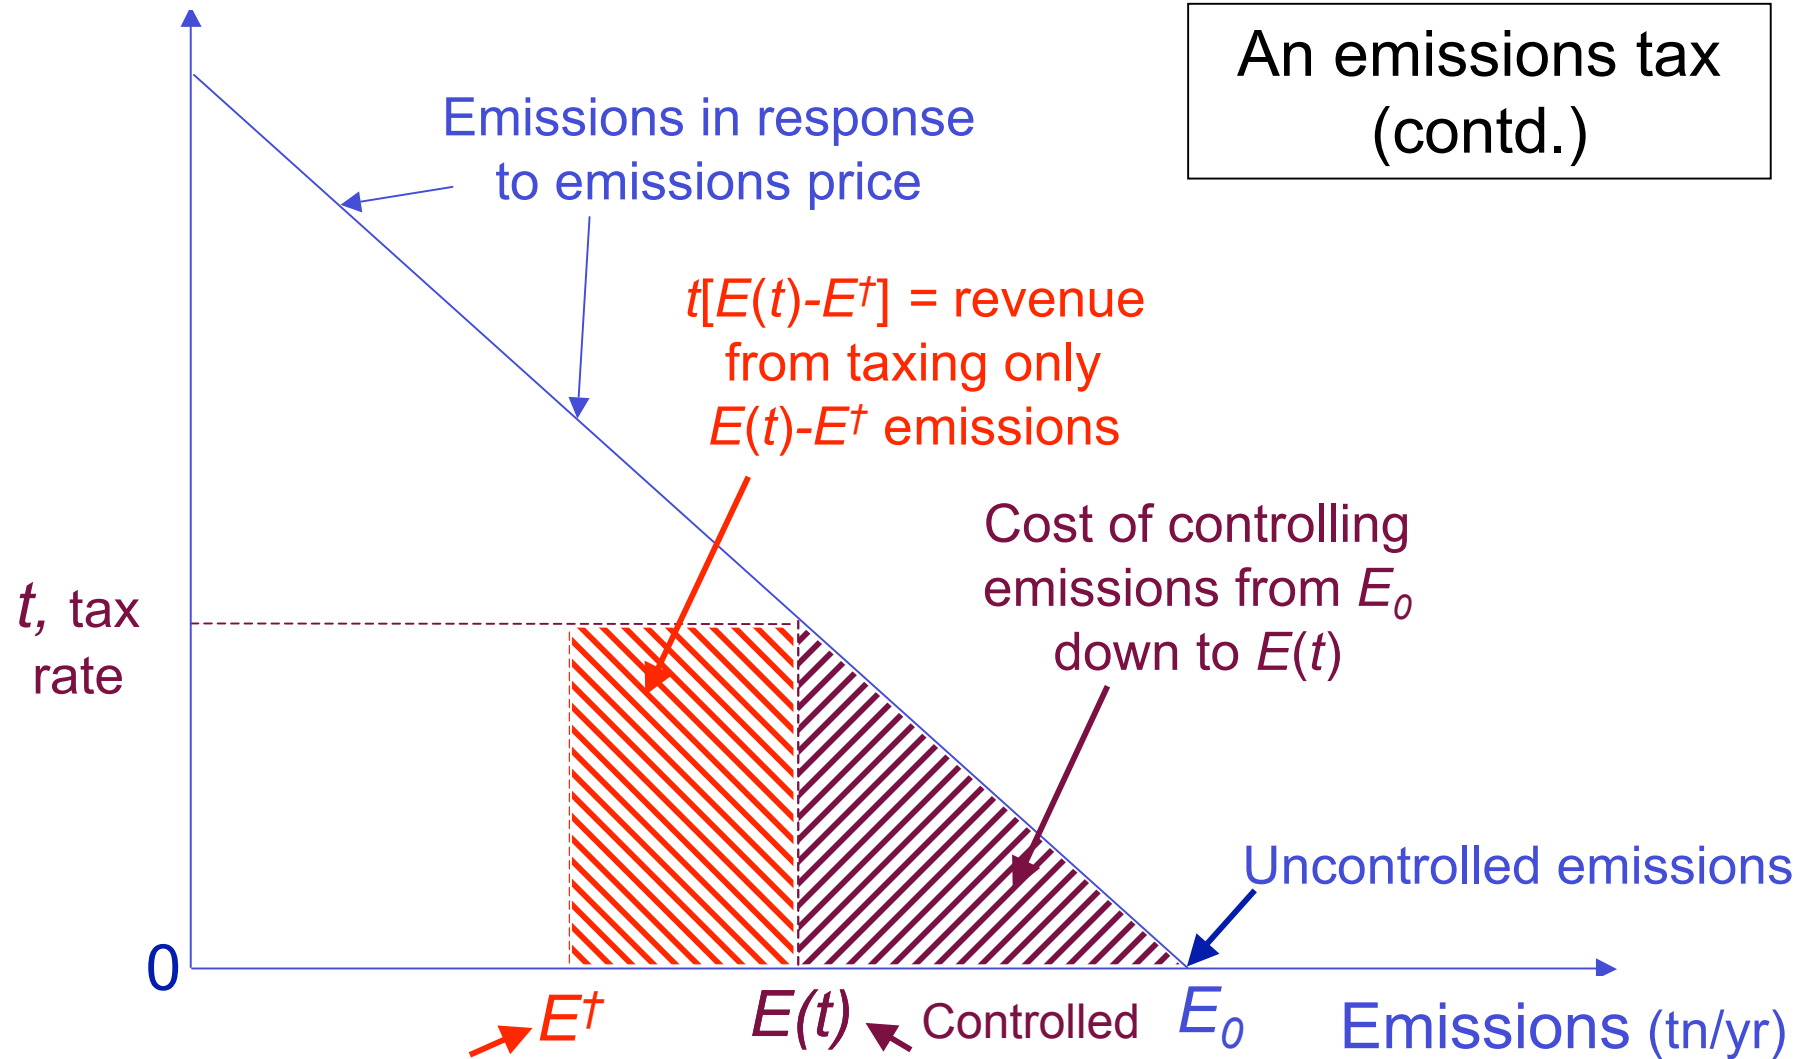 An emissions tax
(contd.)
Emissions in response
to emissions price
t[E(t)-E†] = revenue
from taxing only
E(t)-E† emissions
Cost of controlling
emissions from E₀
down to E(t)
t, tax
rate
Uncontrolled emissions
0
E†
E(t)
Controlled
E₀
Emissions (tn/yr)